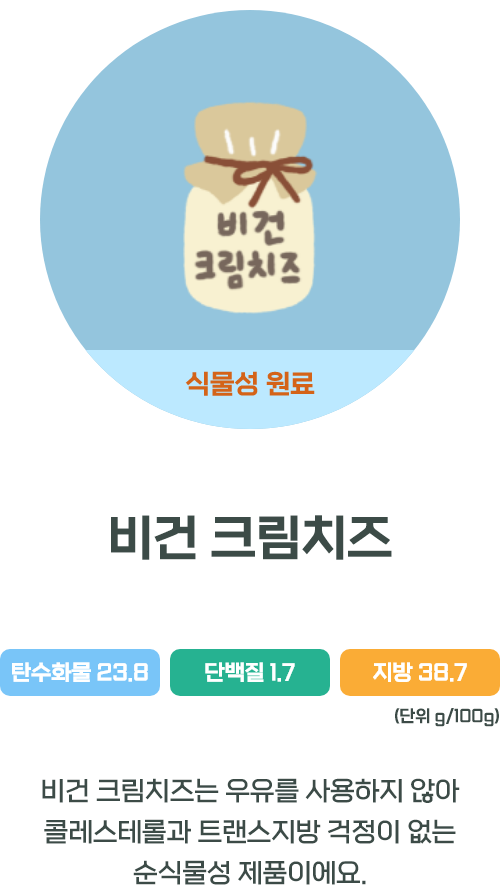 비건
크림치즈
식물성 원료
비건 크림치즈
탄수화물 23.8 단백질 1.7 지방 38.7
(단위 g/100g)
비건 크림치즈는 우유를 사용하지 않아
콜레스테롤과 트랜스지방 걱정이 없는
순식물성 제품이에요.